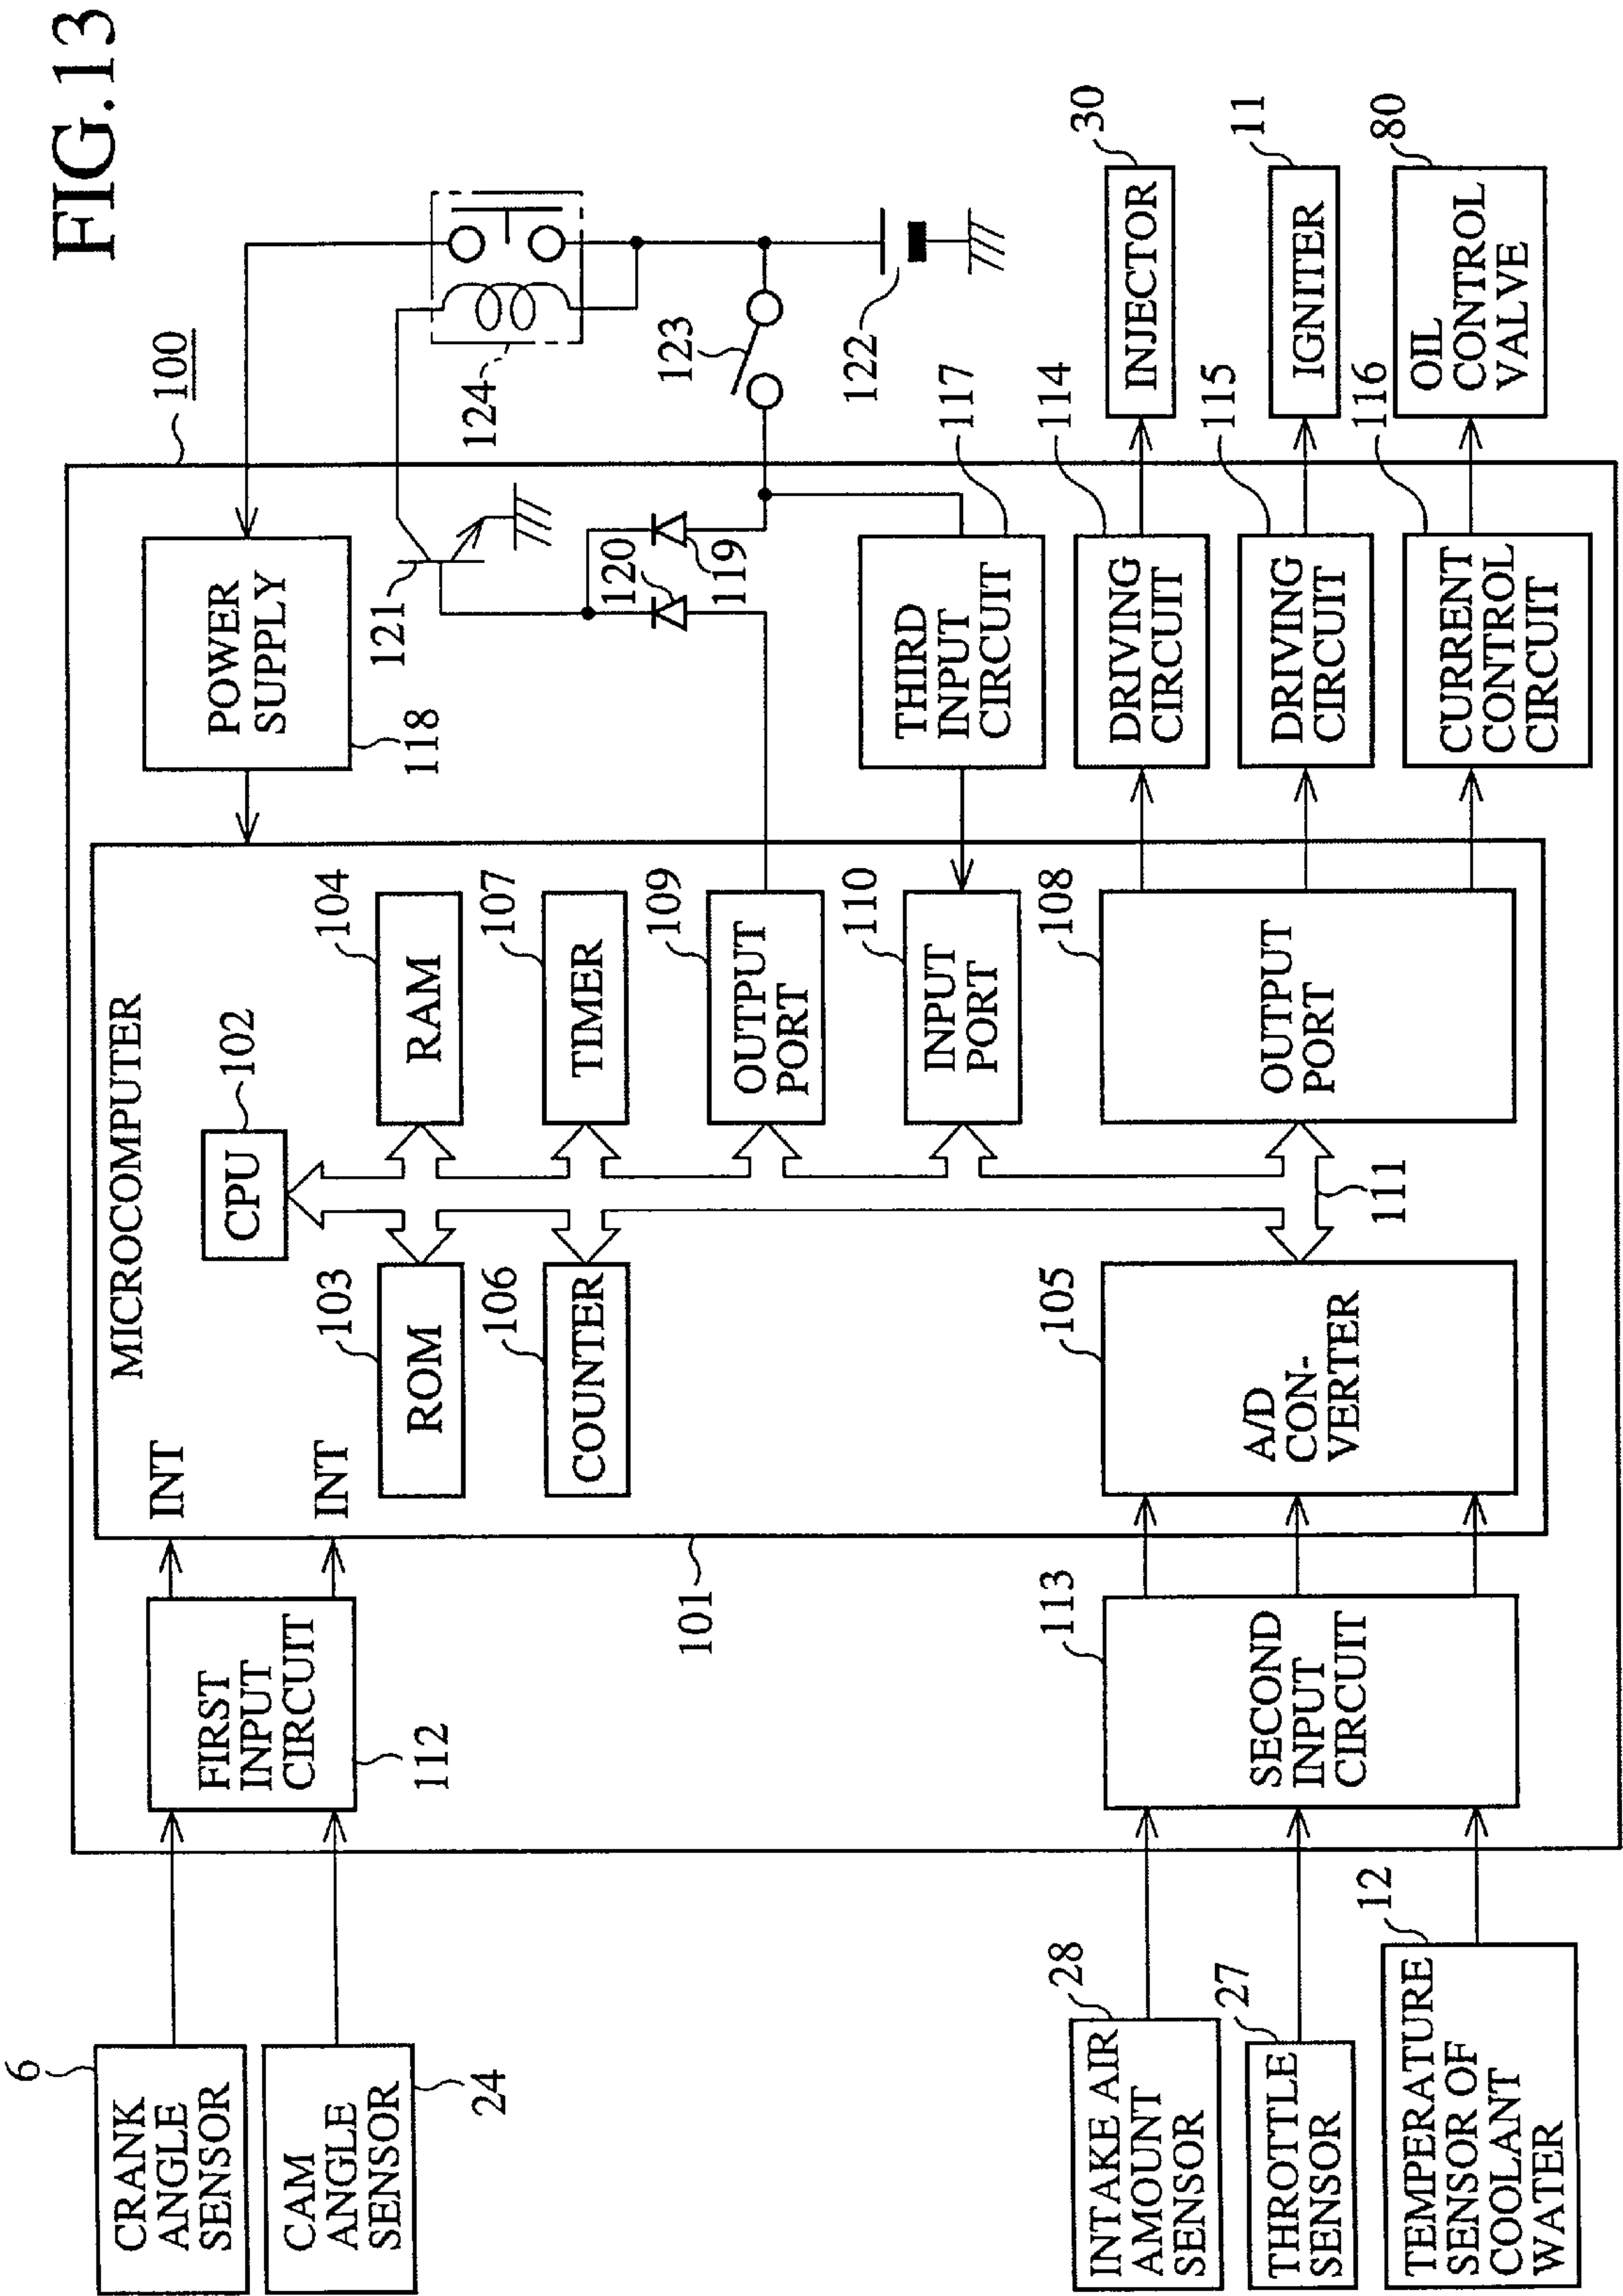 FIG.13
100
6
CRANK
ANGLE
SENSOR
CAM
ANGLE
SENSOR
24
FIRST
INPUT
CIRCUIT
112
INT
INT
MICROCOMPUTER
101
CPU
102
ROM
103
RAM
104
COUNTER
106
TIMER
107
OUTPUT
PORT
109
INPUT
PORT
110
A/D
CON-
VERTER
105
OUTPUT
PORT
108
111
POWER
SUPPLY
118
121
120
119
124
123
122
THIRD
INPUT
CIRCUIT
117
INTAKE AIR
AMOUNT
SENSOR
28
THROTTLE
SENSOR
27
TEMPERATURE
SENSOR OF
COOLANT
WATER
12
SECOND
INPUT
CIRCUIT
113
DRIVING
CIRCUIT
114
DRIVING
CIRCUIT
115
CURRENT
CONTROL
CIRCUIT
116
INJECTOR
30
IGNITER
11
OIL
CONTROL
VALVE
80